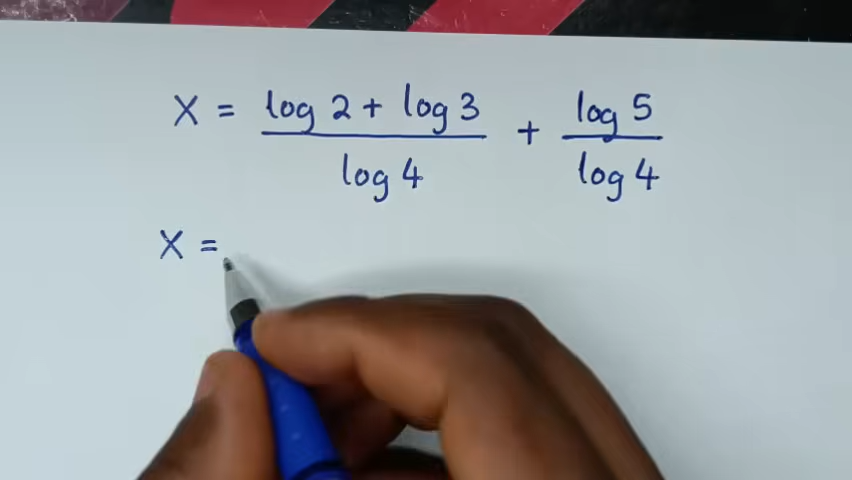 X = (log 2 + log 3) / (log 4) + (log 5) / (log 4)
X =